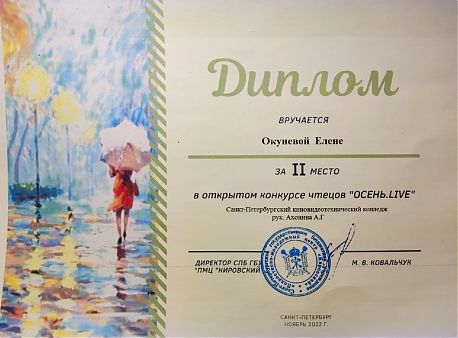 Диплом
ВРУЧАЕТСЯ
Окуневой Елене
ЗА II МЕСТО
в открытом конкурсе чтецов "ОСЕНЬ.LIVE"
Санкт-Петербургский киновидеотехнический колледж
рук. Ахонина А.Г
ДИРЕКТОР СПБ ГБУ М. В. КОВАЛЬЧУК
"ПМЦ "КИРОВСКИЙ
САНКТ-ПЕТЕРБУРГ
НОЯБРЬ 2022 Г.